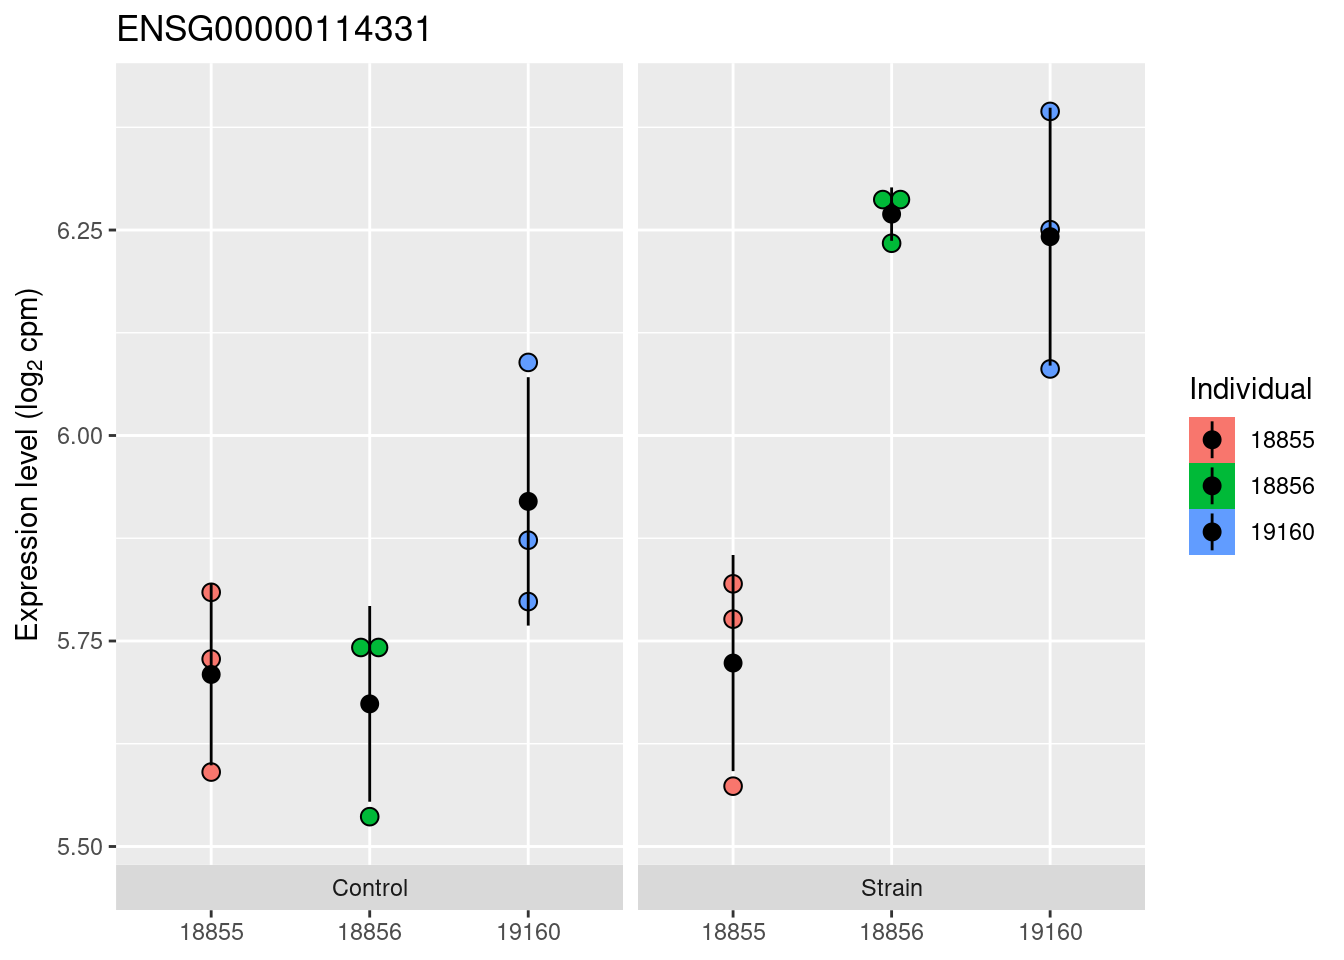 ENSG00000114331
Expression level (log₂ cpm)
6.25
6.00
5.75
5.50
Control
Strain
18855
18856
19160
18855
18856
19160
Individual
18855
18856
19160